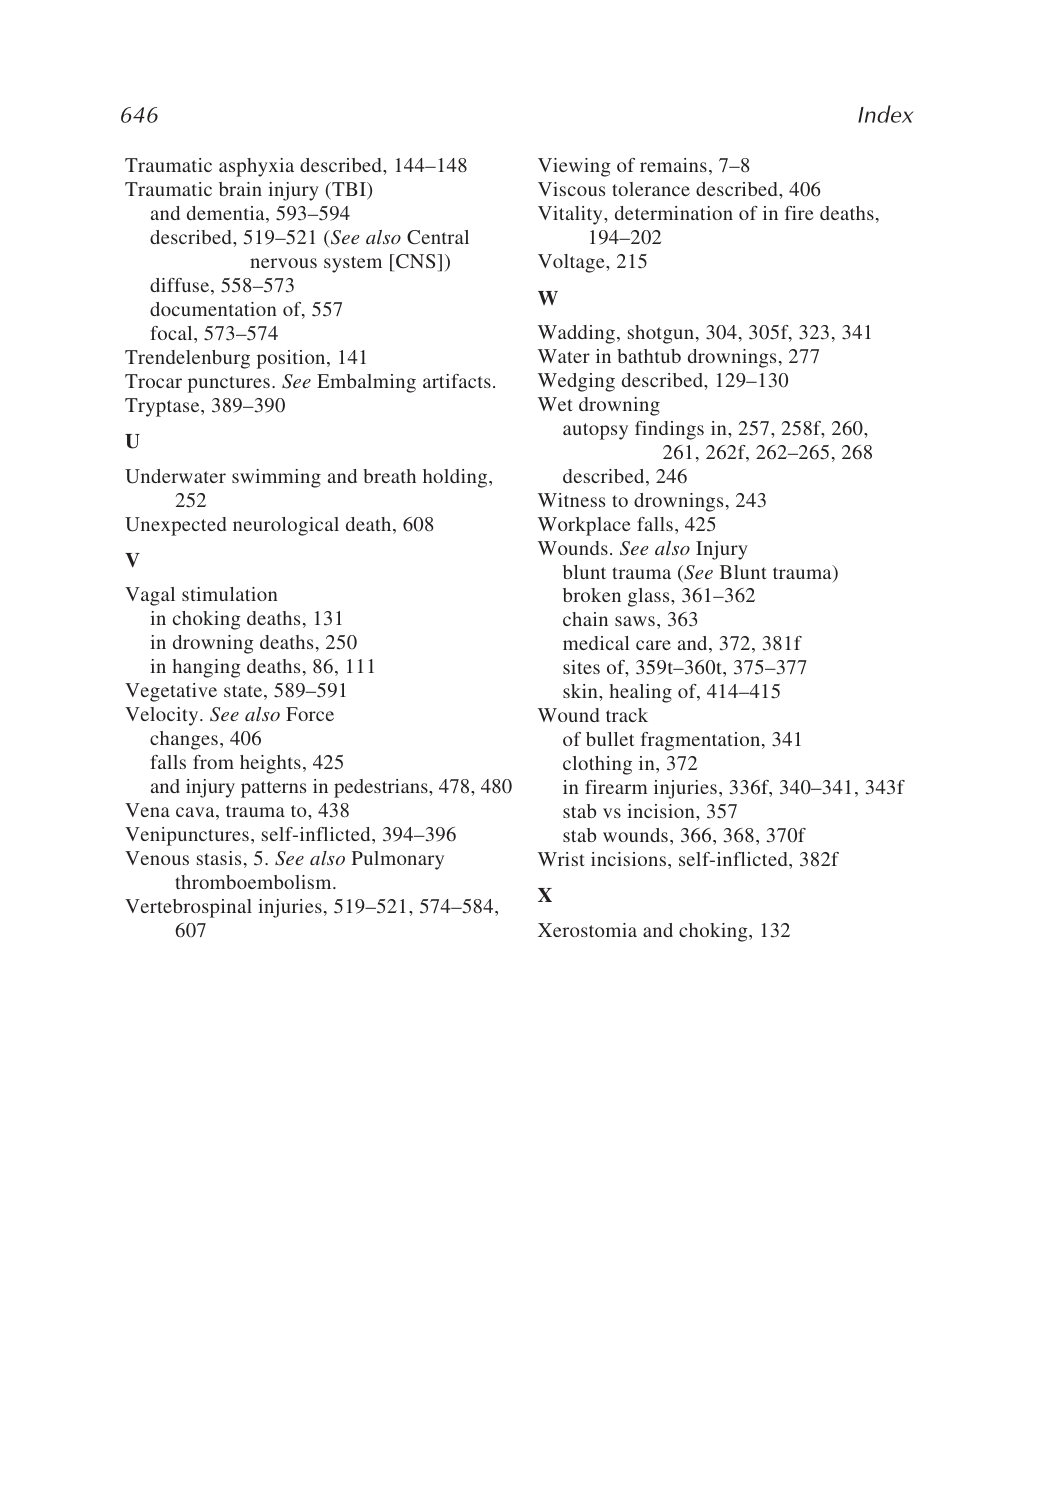 646
Index
Traumatic asphyxia described, 144–148
Traumatic brain injury (TBI)
and dementia, 593–594
described, 519–521 (See also Central
nervous system [CNS])
diffuse, 558–573
documentation of, 557
focal, 573–574
Trendelenburg position, 141
Trocar punctures. See Embalming artifacts.
Tryptase, 389–390
U
Underwater swimming and breath holding,
252
Unexpected neurological death, 608
V
Vagal stimulation
in choking deaths, 131
in drowning deaths, 250
in hanging deaths, 86, 111
Vegetative state, 589–591
Velocity. See also Force
changes, 406
falls from heights, 425
and injury patterns in pedestrians, 478, 480
Vena cava, trauma to, 438
Venipunctures, self-inflicted, 394–396
Venous stasis, 5. See also Pulmonary
thromboembolism.
Vertebrospinal injuries, 519–521, 574–584,
607
Viewing of remains, 7–8
Viscous tolerance described, 406
Vitality, determination of in fire deaths,
194–202
Voltage, 215
W
Wadding, shotgun, 304, 305f, 323, 341
Water in bathtub drownings, 277
Wedging described, 129–130
Wet drowning
autopsy findings in, 257, 258f, 260,
261, 262f, 262–265, 268
described, 246
Witness to drownings, 243
Workplace falls, 425
Wounds. See also Injury
blunt trauma (See Blunt trauma)
broken glass, 361–362
chain saws, 363
medical care and, 372, 381f
sites of, 359t–360t, 375–377
skin, healing of, 414–415
Wound track
of bullet fragmentation, 341
clothing in, 372
in firearm injuries, 336f, 340–341, 343f
stab vs incision, 357
stab wounds, 366, 368, 370f
Wrist incisions, self-inflicted, 382f
X
Xerostomia and choking, 132